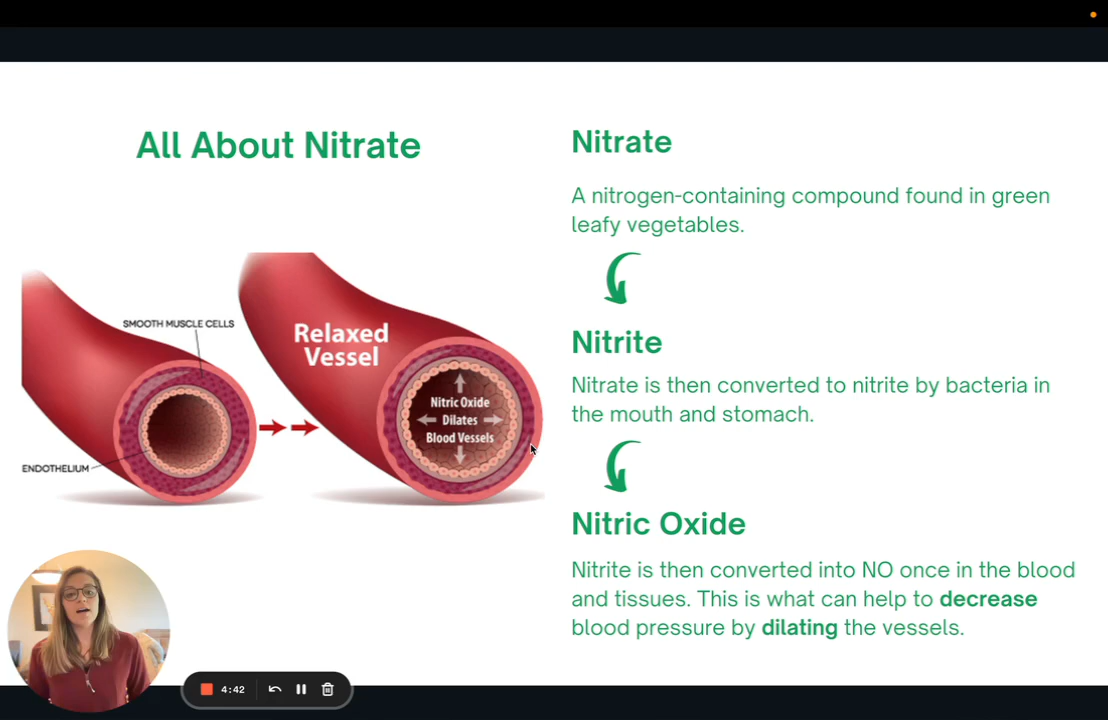 All About Nitrate
SMOOTH MUSCLE CELLS
ENDOTHELIUM
Relaxed
Vessel
Nitric Oxide
Dilates
Blood Vessels
Nitrate
A nitrogen-containing compound found in green
leafy vegetables.
Nitrite
Nitrate is then converted to nitrite by bacteria in
the mouth and stomach.
Nitric Oxide
Nitrite is then converted into NO once in the blood
and tissues. This is what can help to decrease
blood pressure by dilating the vessels.
4:42